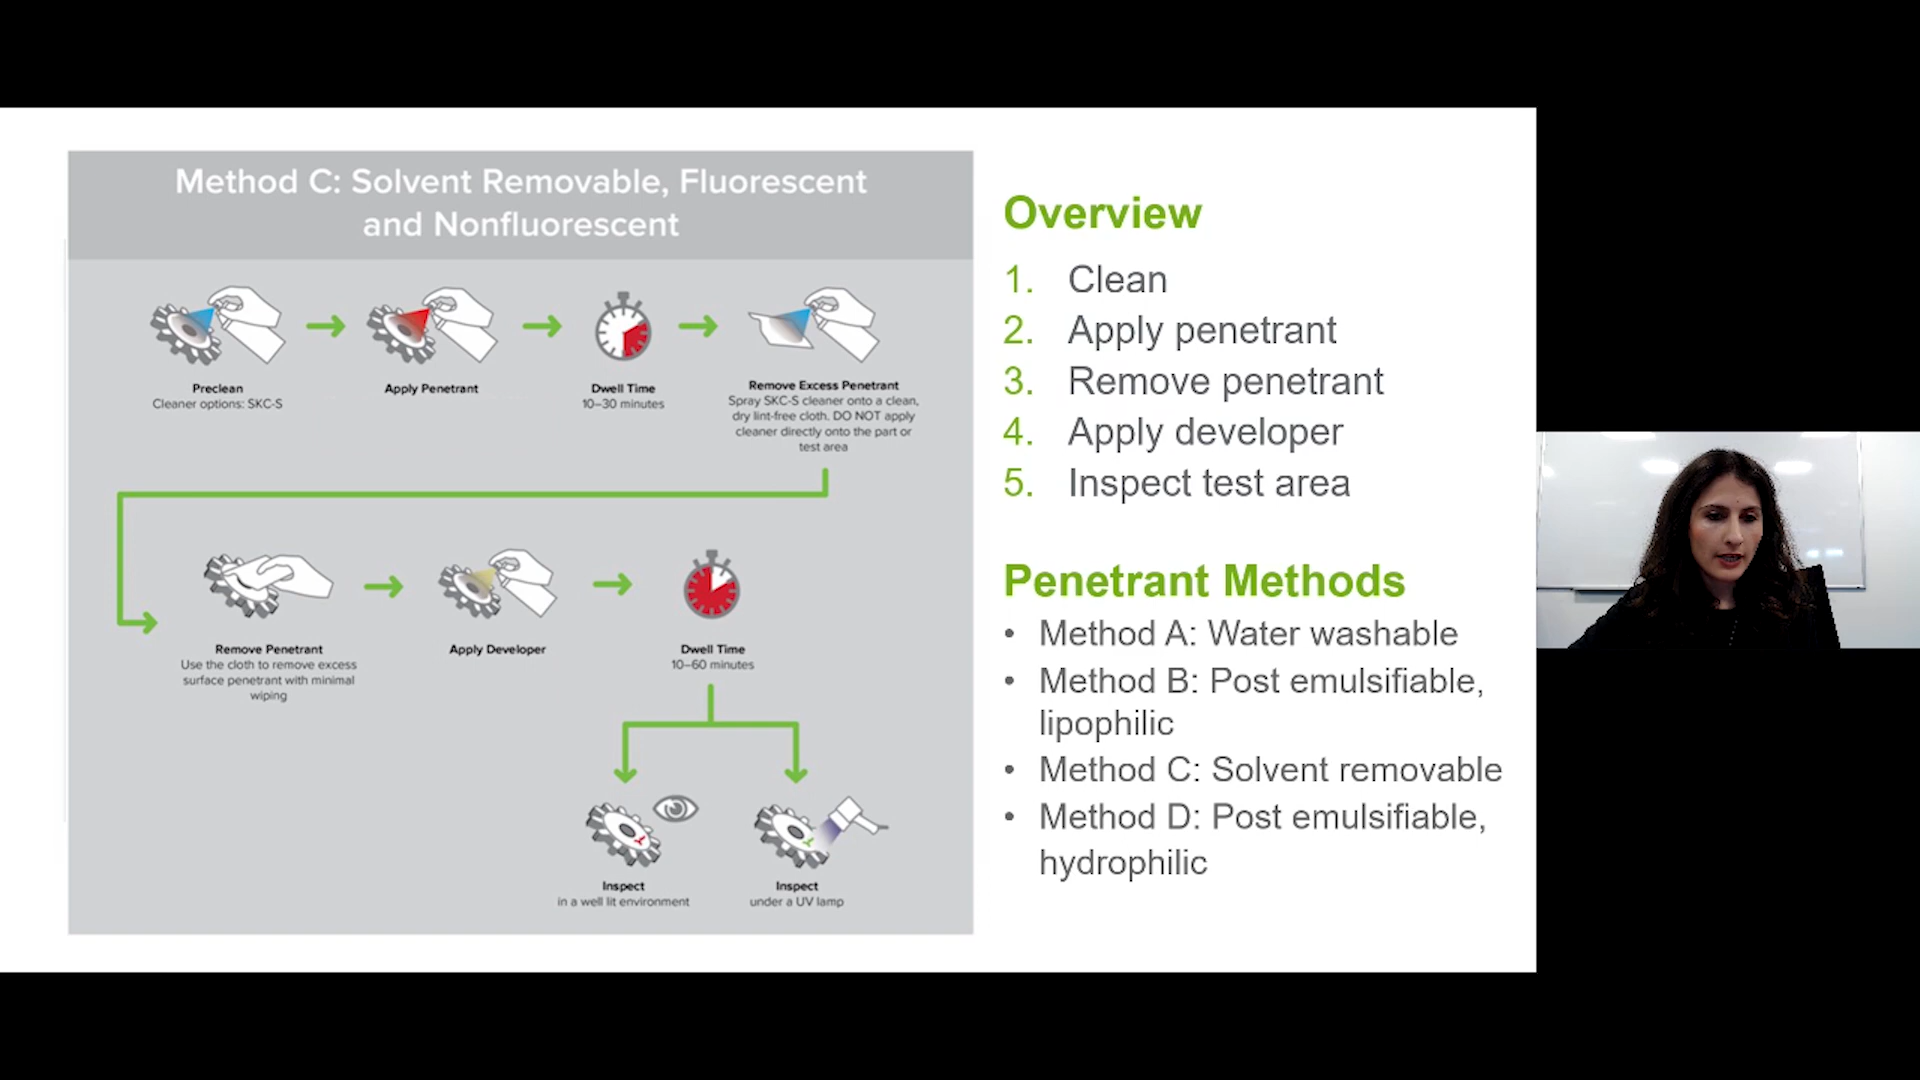 Method C: Solvent Removable, Fluorescent
and Nonfluorescent
Preclean
Cleaner options: SKC-S
Apply Penetrant
Dwell Time
10–30 minutes
Remove Excess Penetrant
Spray SKC-S cleaner onto a clean,
dry lint-free cloth. DO NOT apply
cleaner directly onto the part or
test area
Remove Penetrant
Use the cloth to remove excess
surface penetrant with minimal
wiping
Apply Developer
Dwell Time
10–60 minutes
Inspect
in a well lit environment
Inspect
under a UV lamp
Overview
1. Clean
2. Apply penetrant
3. Remove penetrant
4. Apply developer
5. Inspect test area
Penetrant Methods
• Method A: Water washable
• Method B: Post emulsifiable,
lipophilic
• Method C: Solvent removable
• Method D: Post emulsifiable,
hydrophilic